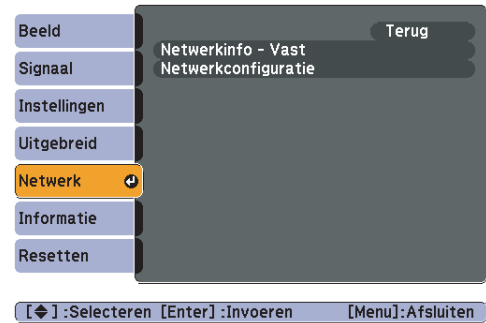 Beeld
Signaal
Instellingen
Uitgebreid
Netwerk
Informatie
Resetten
Terug
Netwerkinfo - Vast
Netwerkconfiguratie
[◆] :Selecteren [Enter] :Invoeren [Menu]:Afsluiten